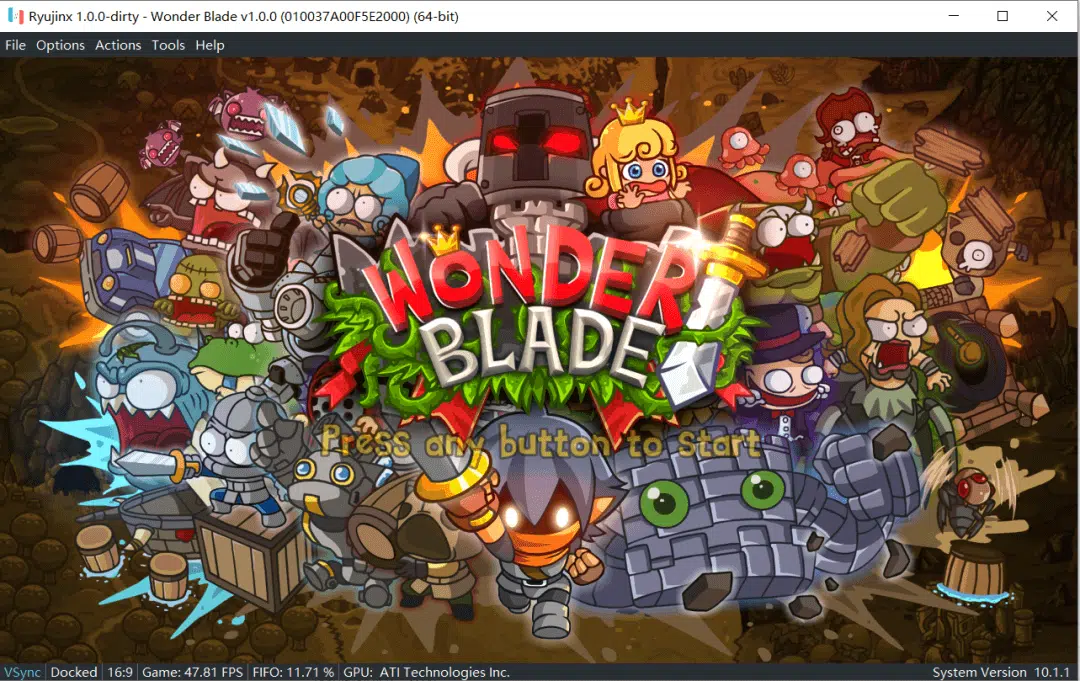 Ryujinx 1.0.0-dirty - Wonder Blade v1.0.0 (010037A00F5E2000) (64-bit)
File Options Actions Tools Help
WONDER
BLADE
Press any button to Start
VSync Docked 16:9 Game: 47.81 FPS FIFO: 11.71 % GPU: ATI Technologies Inc. System Version 10.1.1